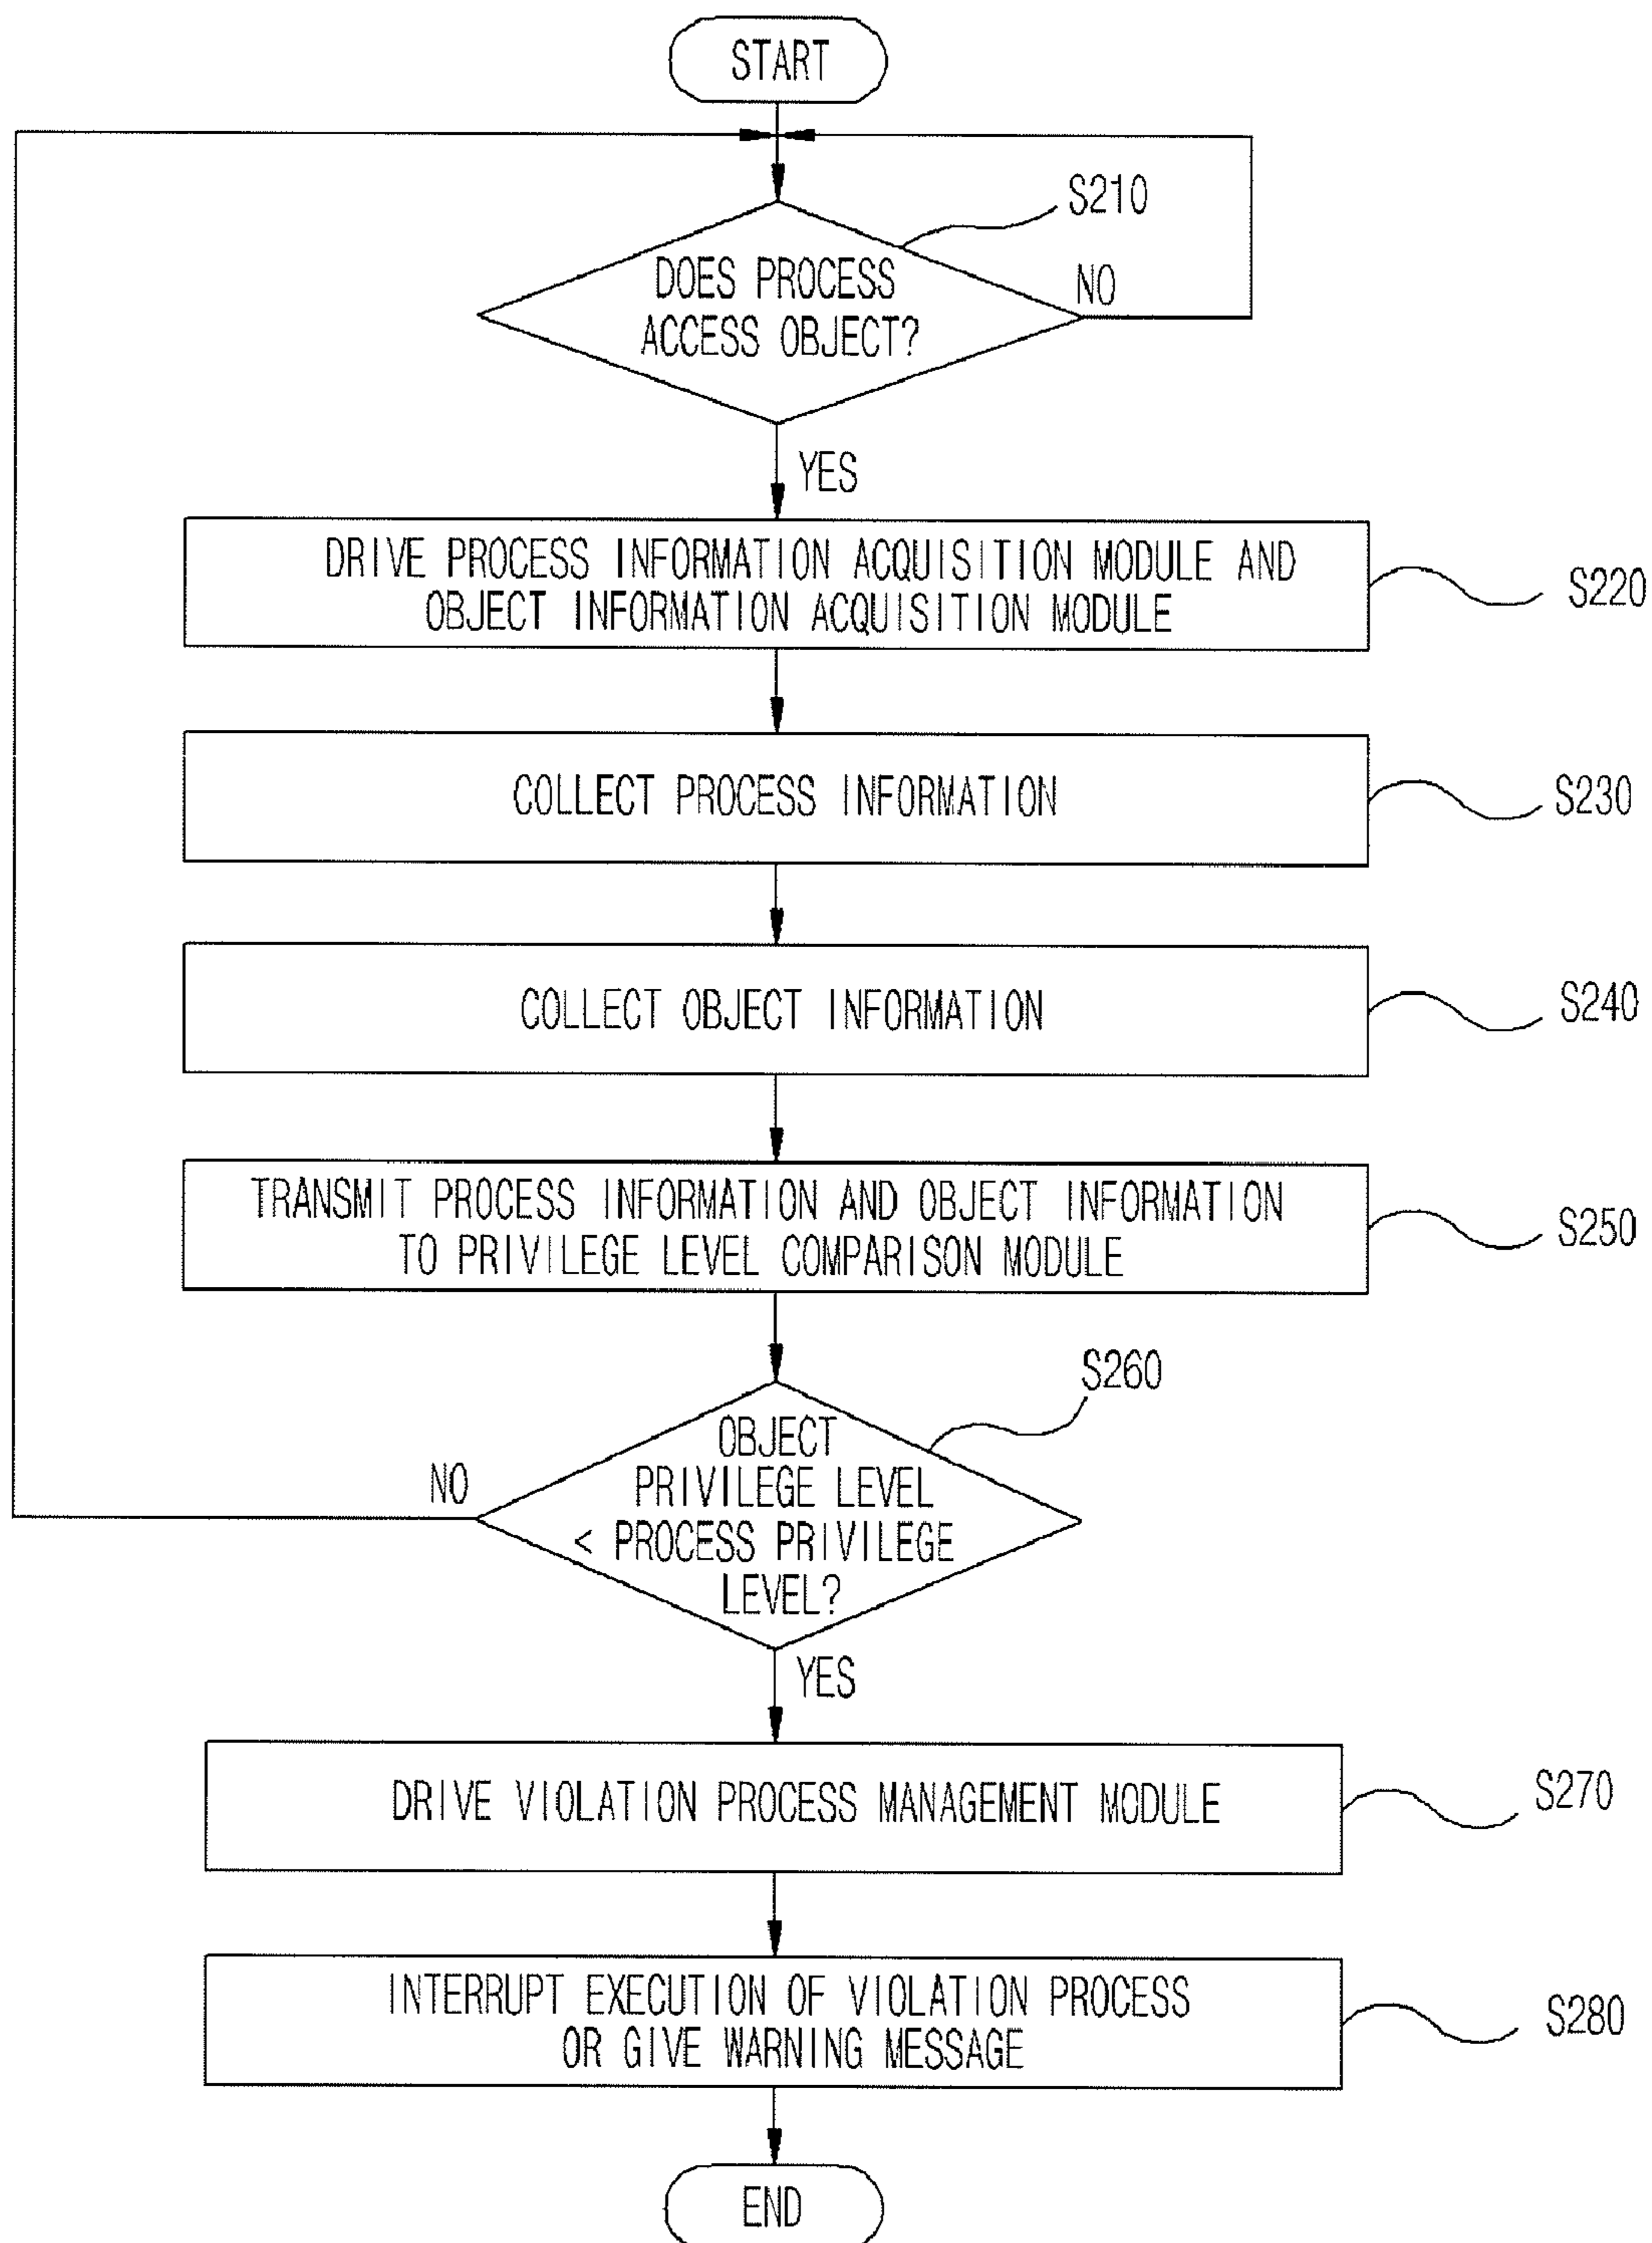 START
S210
DOES PROCESS
ACCESS OBJECT?
NO
YES
DRIVE PROCESS INFORMATION ACQUISITION MODULE AND
OBJECT INFORMATION ACQUISITION MODULE
S220
COLLECT PROCESS INFORMATION
S230
COLLECT OBJECT INFORMATION
S240
TRANSMIT PROCESS INFORMATION AND OBJECT INFORMATION
TO PRIVILEGE LEVEL COMPARISON MODULE
S250
S260
OBJECT
PRIVILEGE LEVEL
< PROCESS PRIVILEGE
LEVEL?
NO
YES
DRIVE VIOLATION PROCESS MANAGEMENT MODULE
S270
INTERRUPT EXECUTION OF VIOLATION PROCESS
OR GIVE WARNING MESSAGE
S280
END